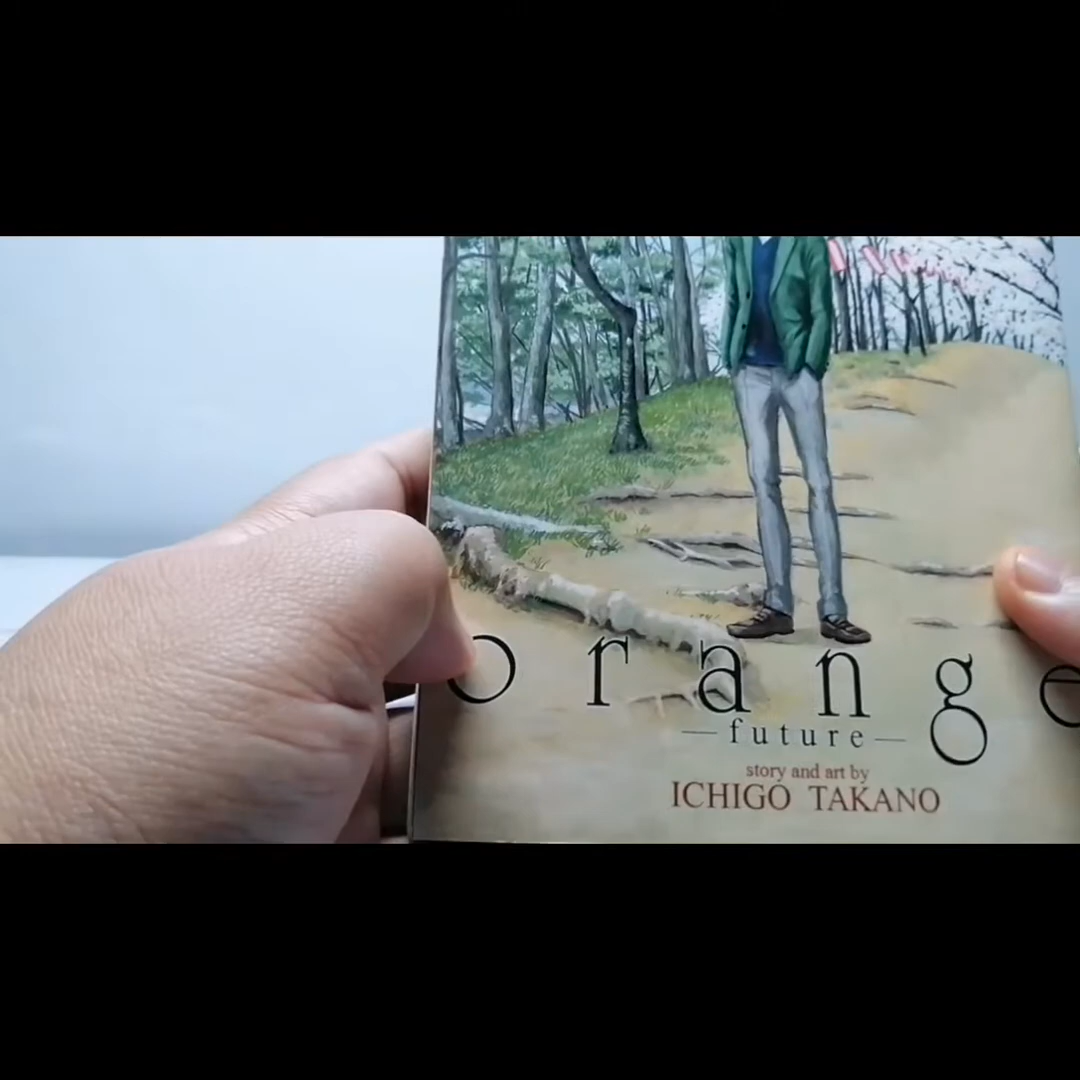 orange
—future—
story and art by
ICHIGO TAKANO